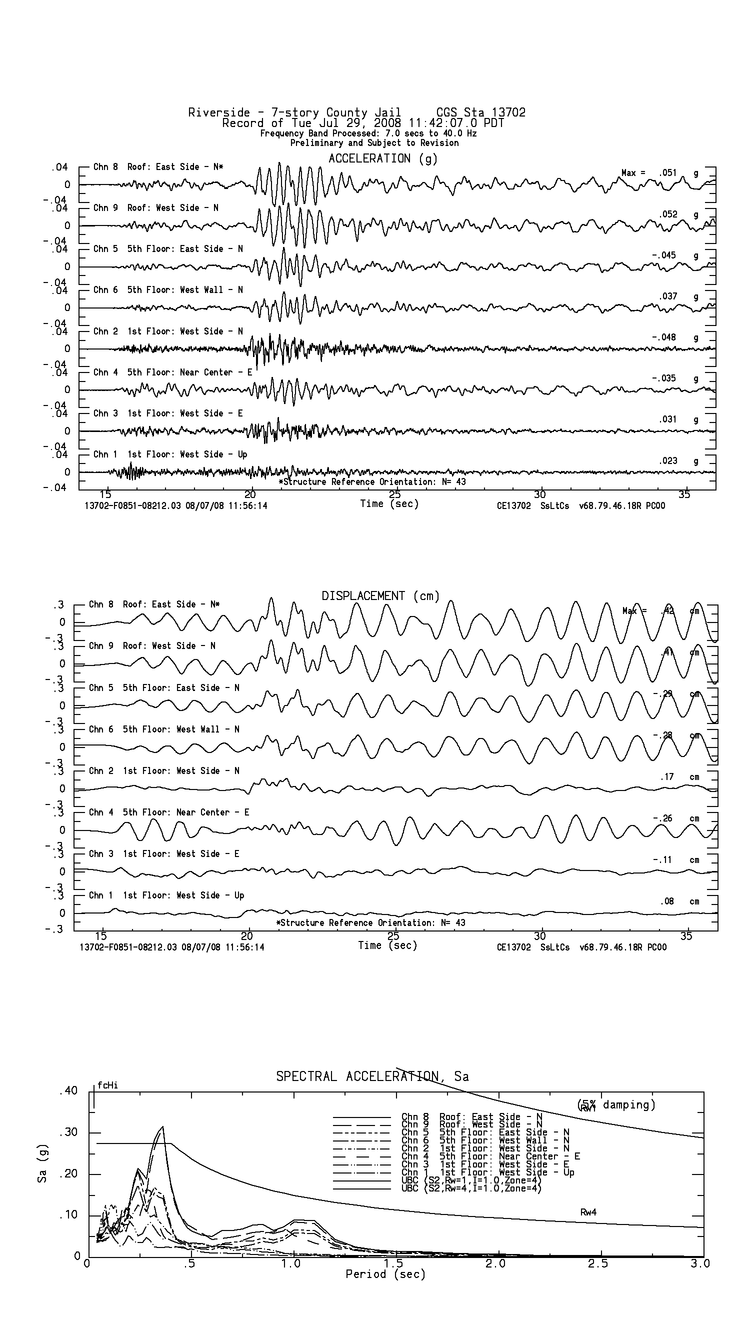 Riverside - 7-story County Jail CGS Sta 13702
Record of Tue Jul 29, 2008 11:42:07.0 PDT
Frequency Band Processed: 7.0 secs to 40.0 Hz
Preliminary and Subject to Revision
ACCELERATION (g)
.04 Chn 8 Roof: East Side - N* Max = .051 g
0
-.04
.04 Chn 9 Roof: West Side - N .052 g
0
-.04
.04 Chn 5 5th Floor: East Side - N -.045 g
0
-.04
.04 Chn 6 5th Floor: West Wall - N .037 g
0
-.04
.04 Chn 2 1st Floor: West Side - N -.048 g
0
-.04
.04 Chn 4 5th Floor: Near Center - E -.035 g
0
-.04
.04 Chn 3 1st Floor: West Side - E .031 g
0
-.04
.04 Chn 1 1st Floor: West Side - Up .023 g
0
-.04 *Structure Reference Orientation: N= 43
15 20 25 30 35
Time (sec)
13702-F0851-08212.03 08/07/08 11:56:14 CE13702 SsLtCs v68.79.46.18R PC00
DISPLACEMENT (cm)
.3 Chn 8 Roof: East Side - N* Max = .42 cm
0
-.3
.3 Chn 9 Roof: West Side - N .41 cm
0
-.3
.3 Chn 5 5th Floor: East Side - N -.29 cm
0
-.3
.3 Chn 6 5th Floor: West Wall - N -.28 cm
0
-.3
.3 Chn 2 1st Floor: West Side - N .17 cm
0
-.3
.3 Chn 4 5th Floor: Near Center - E -.26 cm
0
-.3
.3 Chn 3 1st Floor: West Side - E -.11 cm
0
-.3
.3 Chn 1 1st Floor: West Side - Up .08 cm
0
-.3 *Structure Reference Orientation: N= 43
15 20 25 30 35
Time (sec)
13702-F0851-08212.03 08/07/08 11:56:14 CE13702 SsLtCs v68.79.46.18R PC00
SPECTRAL ACCELERATION, Sa
fcHi
(5% damping)
Rw1
Chn 8 Roof: East Side - N
Chn 9 Roof: West Side - N
Chn 5 5th Floor: East Side - N
Chn 6 5th Floor: West Wall - N
Chn 2 1st Floor: West Side - N
Chn 4 5th Floor: Near Center - E
Chn 3 1st Floor: West Side - E
Chn 1 1st Floor: West Side - Up
UBC (S2,Rw=1,I=1.0,Zone=4)
UBC (S2,Rw=4,I=1.0,Zone=4)
Rw4
Sa (g)
.40
.30
.20
.10
0
0 .5 1.0 1.5 2.0 2.5 3.0
Period (sec)